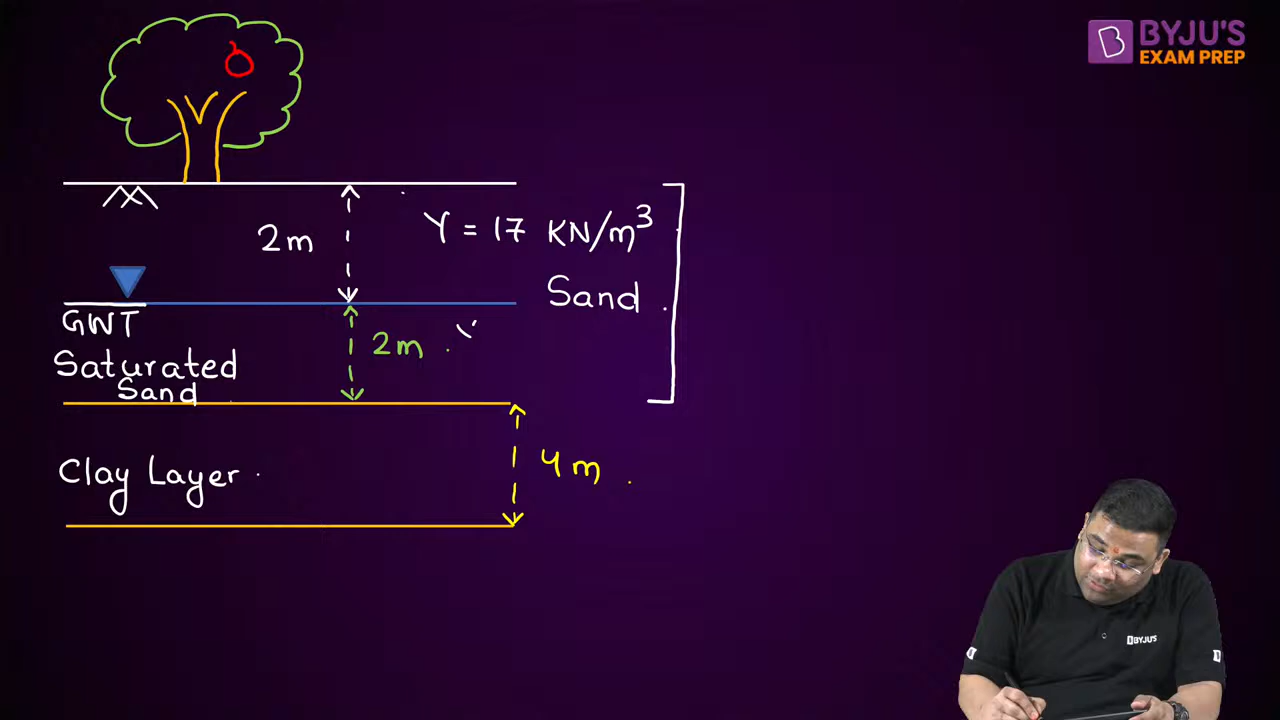 BYJU'S
EXAM PREP
2m
γ = 17 KN/m³
Sand
GWT
2m
Saturated
Sand
Clay Layer
4m
BYJU'S